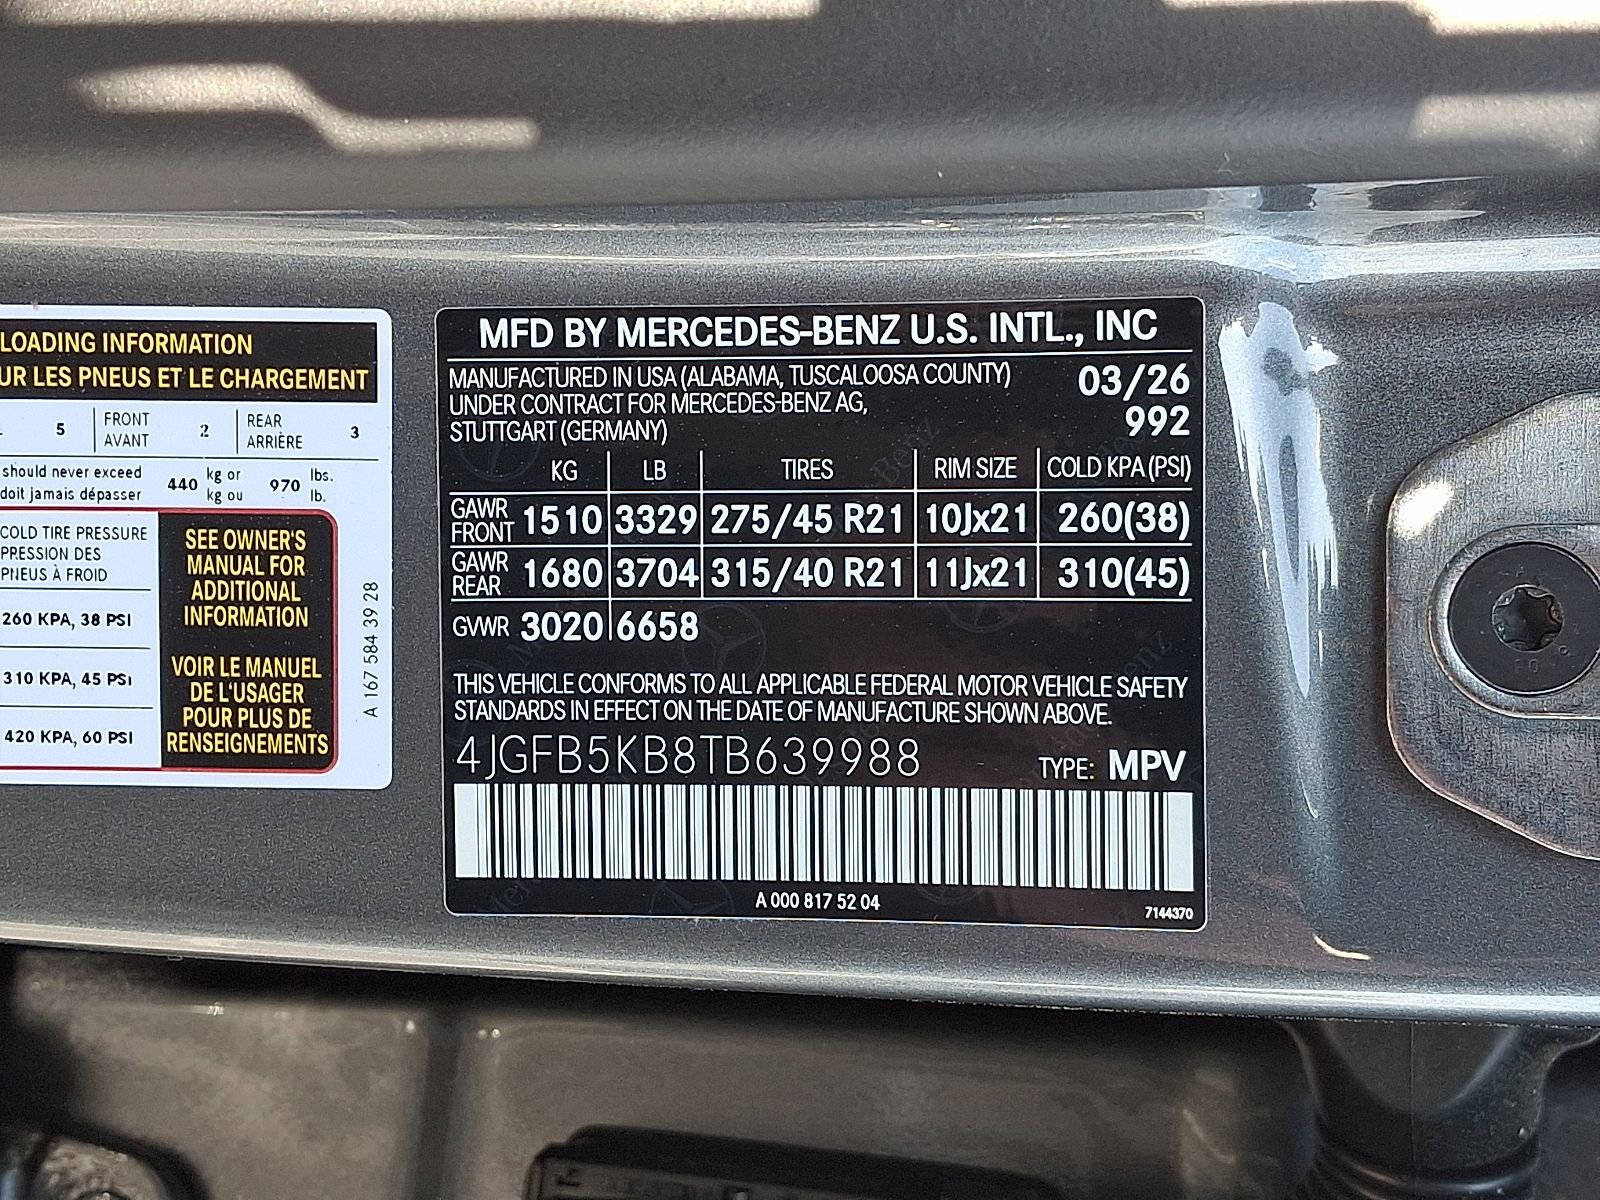 LOADING INFORMATION
UR LES PNEUS ET LE CHARGEMENT
5 FRONT AVANT 2 REAR ARRIÈRE 3
should never exceed
doit jamais dépasser
440 kg or kg ou 970 lbs. lb.
COLD TIRE PRESSURE
PRESSION DES
PNEUS À FROID
260 KPA, 38 PSI
310 KPA, 45 PSI
420 KPA, 60 PSI
SEE OWNER'S
MANUAL FOR
ADDITIONAL
INFORMATION
VOIR LE MANUEL
DE L'USAGER
POUR PLUS DE
RENSEIGNEMENTS
A 167 584 39 28
MFD BY MERCEDES-BENZ U.S. INTL., INC
MANUFACTURED IN USA (ALABAMA, TUSCALOOSA COUNTY) 03/26
UNDER CONTRACT FOR MERCEDES-BENZ AG, 992
STUTTGART (GERMANY)
KG LB TIRES RIM SIZE COLD KPA (PSI)
GAWR FRONT 1510 3329 275/45 R21 10Jx21 260(38)
GAWR REAR 1680 3704 315/40 R21 11Jx21 310(45)
GVWR 3020 6658
THIS VEHICLE CONFORMS TO ALL APPLICABLE FEDERAL MOTOR VEHICLE SAFETY
STANDARDS IN EFFECT ON THE DATE OF MANUFACTURE SHOWN ABOVE.
4JGFB5KB8TB639988 TYPE: MPV
A 000 817 52 04
7144370